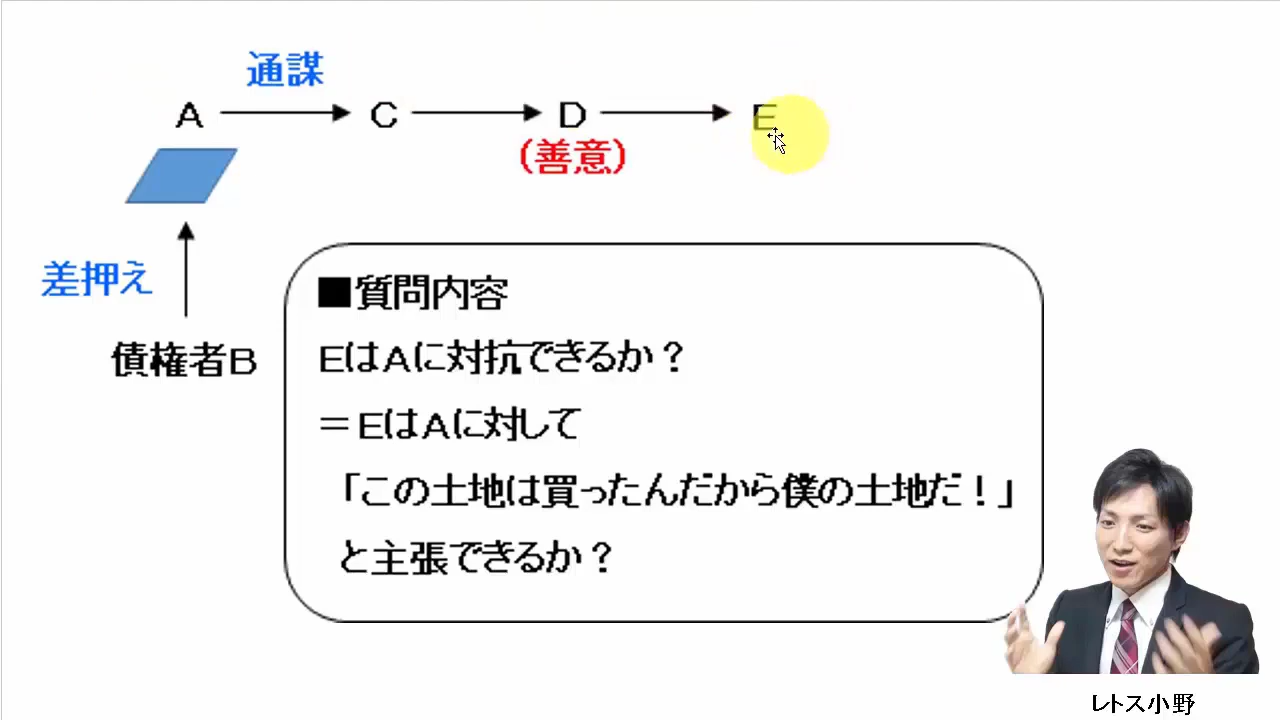 通謀
A C D E
(善意)
差押え
債権者B
■質問内容
EはAに対抗できるか?
=EはAに対して
「この土地は買ったんだから僕の土地だ!」
と主張できるか?
レトス小野